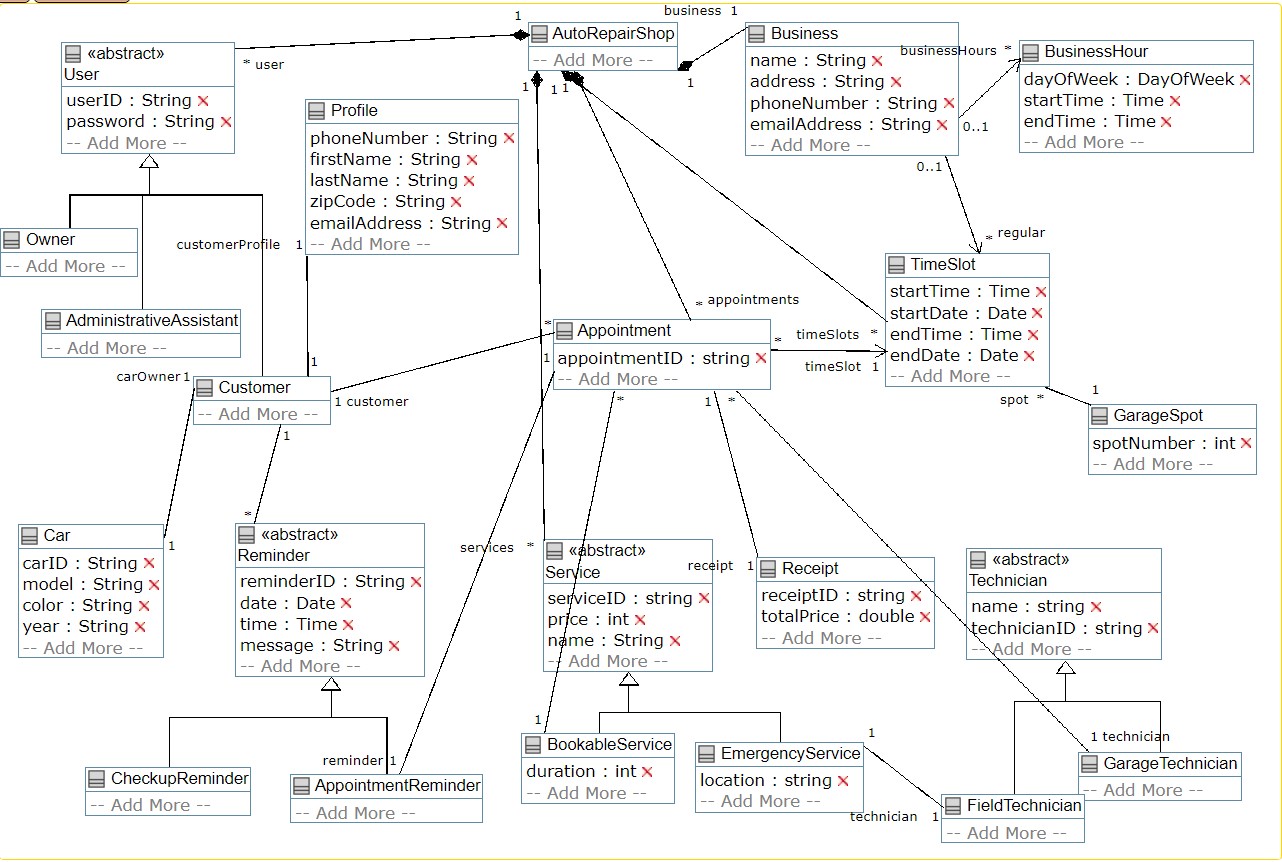 1
AutoRepairShop
-- Add More --
business 1
1
1
1
1
* user
«abstract»
User
userID : String
password : String
-- Add More --
Business
name : String
address : String
phoneNumber : String
emailAddress : String
-- Add More --
businessHours *
0..1
BusinessHour
dayOfWeek : DayOfWeek
startTime : Time
endTime : Time
-- Add More --
0..1
* regular
Profile
phoneNumber : String
firstName : String
lastName : String
zipCode : String
emailAddress : String
-- Add More --
customerProfile 1
1
Owner
-- Add More --
AdministrativeAssistant
-- Add More --
TimeSlot
startTime : Time
startDate : Date
endTime : Time
endDate : Date
-- Add More --
* appointments
Appointment
appointmentID : string
-- Add More --
*
1
*
timeSlots *
timeSlot 1
carOwner 1
Customer
-- Add More --
1 customer
1
*
*
1
*
spot *
1
GarageSpot
spotNumber : int
-- Add More --
Car
carID : String
model : String
color : String
year : String
-- Add More --
1
«abstract»
Reminder
reminderID : String
date : Date
time : Time
message : String
-- Add More --
services *
«abstract»
Service
serviceID : string
price : int
name : String
-- Add More --
receipt 1
Receipt
receiptID : string
totalPrice : double
-- Add More --
«abstract»
Technician
name : string
technicianID : string
-- Add More --
CheckupReminder
-- Add More --
reminder 1
AppointmentReminder
-- Add More --
1
BookableService
duration : int
-- Add More --
EmergencyService
location : string
-- Add More --
1
technician 1
FieldTechnician
-- Add More --
1 technician
GarageTechnician
-- Add More --